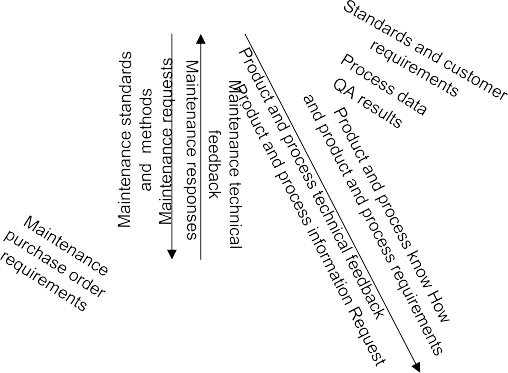 Standards and customer
requirements
Process data
QA results
Product and process know How
and product and process requirements
Product and process technical feedback
Product and process information Request
Maintenance standards
and methods
Maintenance requests
Maintenance responses
Maintenance technical
feedback
Maintenance
purchase order
requirements